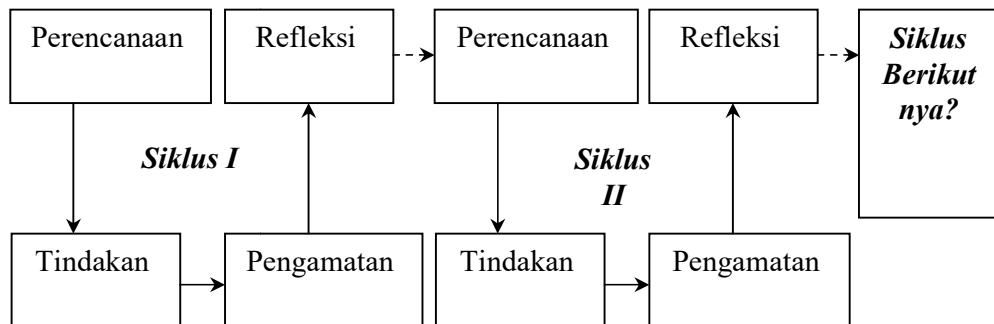 Perencanaan
Refleksi
Perencanaan
Refleksi
Siklus
Berikut
nya?
Siklus I
Siklus
II
Tindakan
Pengamatan
Tindakan
Pengamatan